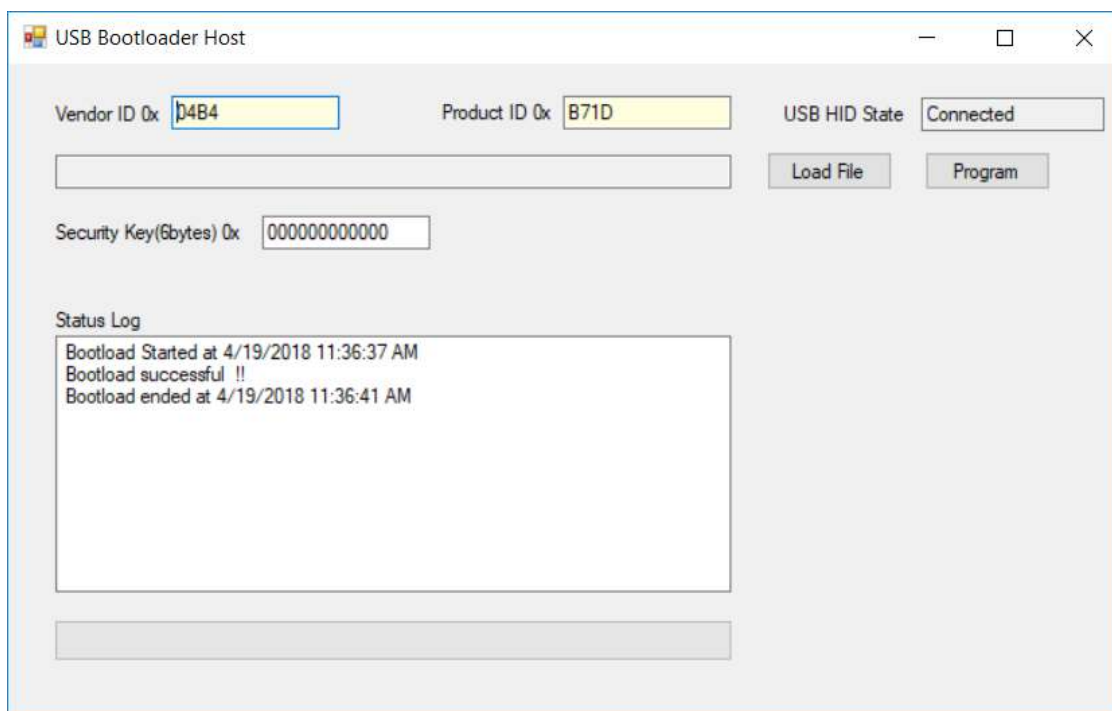 USB Bootloader Host
Vendor ID 0x 04B4 Product ID 0x B71D USB HID State Connected
Load File Program
Security Key(6bytes) 0x 000000000000
Status Log
Bootload Started at 4/19/2018 11:36:37 AM
Bootload successful !!
Bootload ended at 4/19/2018 11:36:41 AM